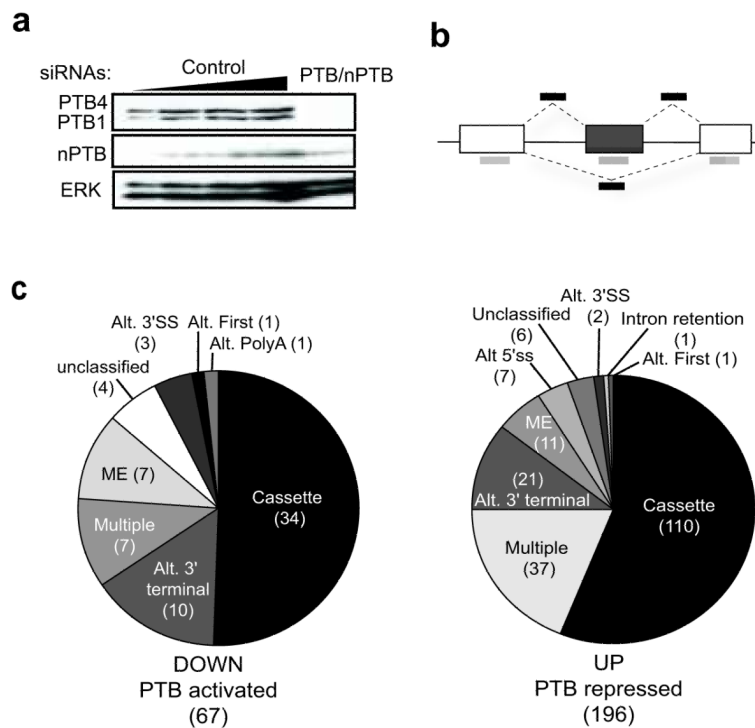 a
siRNAs:
Control
PTB/nPTB
PTB4
PTB1
nPTB
ERK
b
c
Alt. 3'SS
(3)
Alt. First (1)
Alt. PolyA (1)
unclassified
(4)
ME (7)
Multiple
(7)
Alt. 3'
terminal
(10)
Cassette
(34)
DOWN
PTB activated
(67)
Alt. 3'SS
(2)
Unclassified
(6)
Intron retention
(1)
Alt 5'ss
(7)
Alt. First (1)
ME
(11)
(21)
Alt. 3' terminal
Multiple
(37)
Cassette
(110)
UP
PTB repressed
(196)